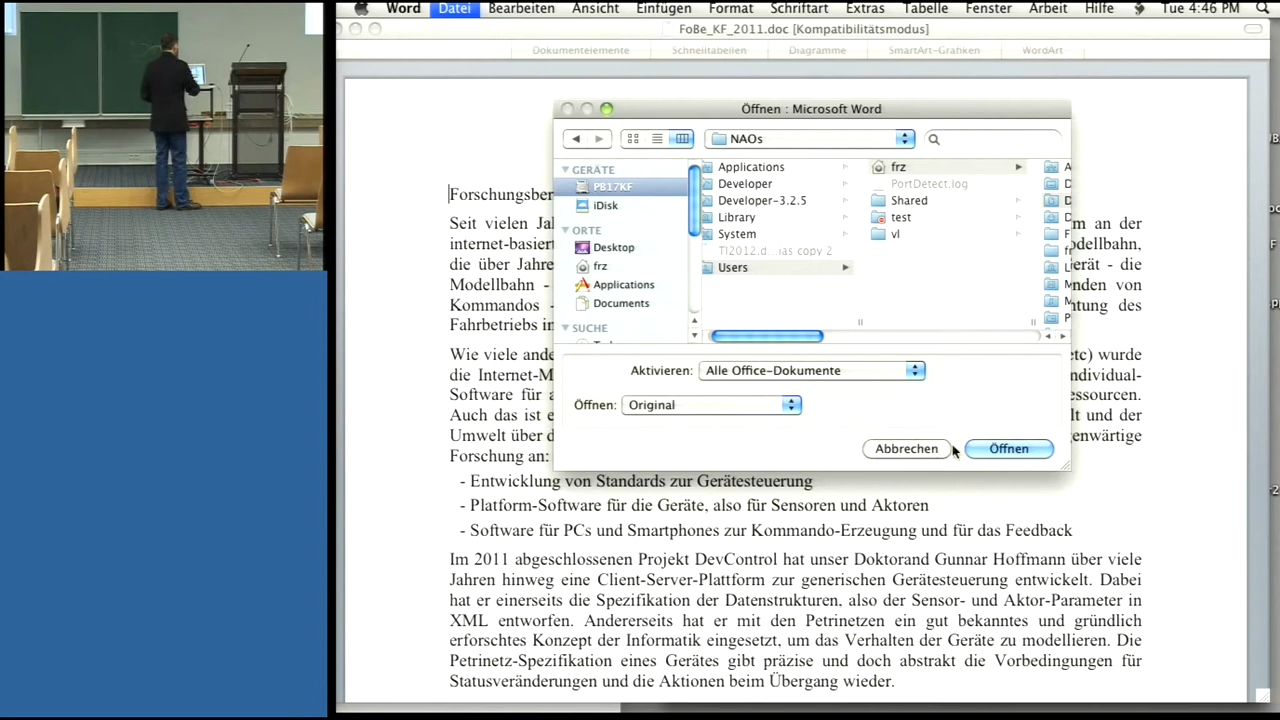 Word Datei Bearbeiten Ansicht Einfügen Format Schriftart Extras Tabelle Fenster Arbeit Hilfe Tue 4:46 PM
FoBe_KF_2011.doc [Kompatibilitätsmodus]
Dokumentelemente Schnelltabellen Diagramme SmartArt-Grafiken WordArt
Öffnen : Microsoft Word
NAOs
GERÄTE
PB17KF
iDisk
ORTE
Desktop
frz
Applications
Documents
SUCHE
Applications
Developer
Developer-3.2.5
Library
System
TI2012.d...nas copy 2
Users
frz
PortDetect.log
Shared
test
vl
Aktivieren: Alle Office-Dokumente
Öffnen: Original
Abbrechen Öffnen
Forschungsber
Seit vielen Jal m an der
internet-basiert dellbahn,
die über Jahre erät - die
Modellbahn - nden von
Kommandos - htung des
Fahrbetriebs in
Wie viele ande etc) wurde
die Internet-M ndividual-
Software für a essourcen.
Auch das ist e lt und der
Umwelt über d genwärtige
Forschung an:
- Entwicklung von Standards zur Gerätesteuerung
- Platform-Software für die Geräte, also für Sensoren und Aktoren
- Software für PCs und Smartphones zur Kommando-Erzeugung und für das Feedback
Im 2011 abgeschlossenen Projekt DevControl hat unser Doktorand Gunnar Hoffmann über viele
Jahren hinweg eine Client-Server-Plattform zur generischen Gerätesteuerung entwickelt. Dabei
hat er einerseits die Spezifikation der Datenstrukturen, also der Sensor- und Aktor-Parameter in
XML entworfen. Andererseits hat er mit den Petrinetzen ein gut bekanntes und gründlich
erforschtes Konzept der Informatik eingesetzt, um das Verhalten der Geräte zu modellieren. Die
Petrinetz-Spezifikation eines Gerätes gibt präzise und doch abstrakt die Vorbedingungen für
Statusveränderungen und die Aktionen beim Übergang wieder.